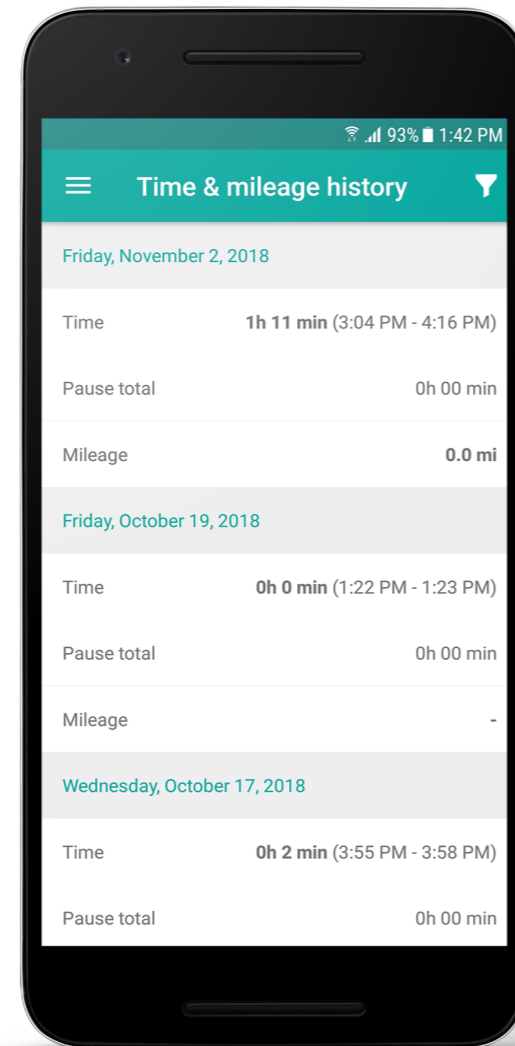 93% 1:42 PM
Time & mileage history
Friday, November 2, 2018
Time 1h 11 min (3:04 PM - 4:16 PM)
Pause total 0h 00 min
Mileage 0.0 mi
Friday, October 19, 2018
Time 0h 0 min (1:22 PM - 1:23 PM)
Pause total 0h 00 min
Mileage -
Wednesday, October 17, 2018
Time 0h 2 min (3:55 PM - 3:58 PM)
Pause total 0h 00 min